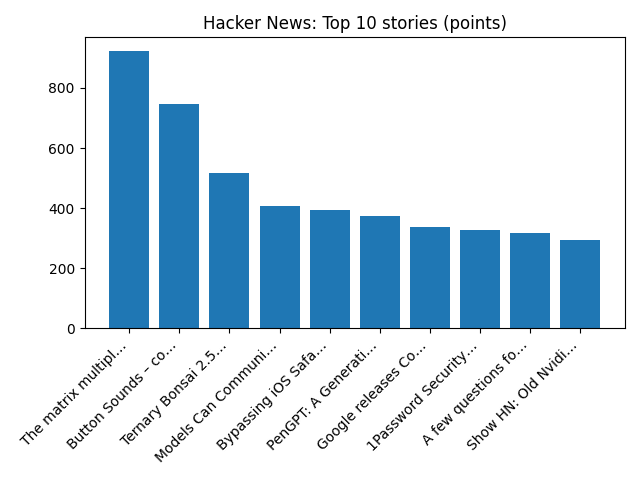 Hacker News: Top 10 stories (points)
800
600
400
200
0
The matrix multipl...
Button Sounds – co...
Ternary Bonsai 2.5...
Models Can Communi...
Bypassing iOS Safa...
PenGPT: A Generati...
Google releases Co...
1Password Security...
A few questions fo...
Show HN: Old Nvidi...